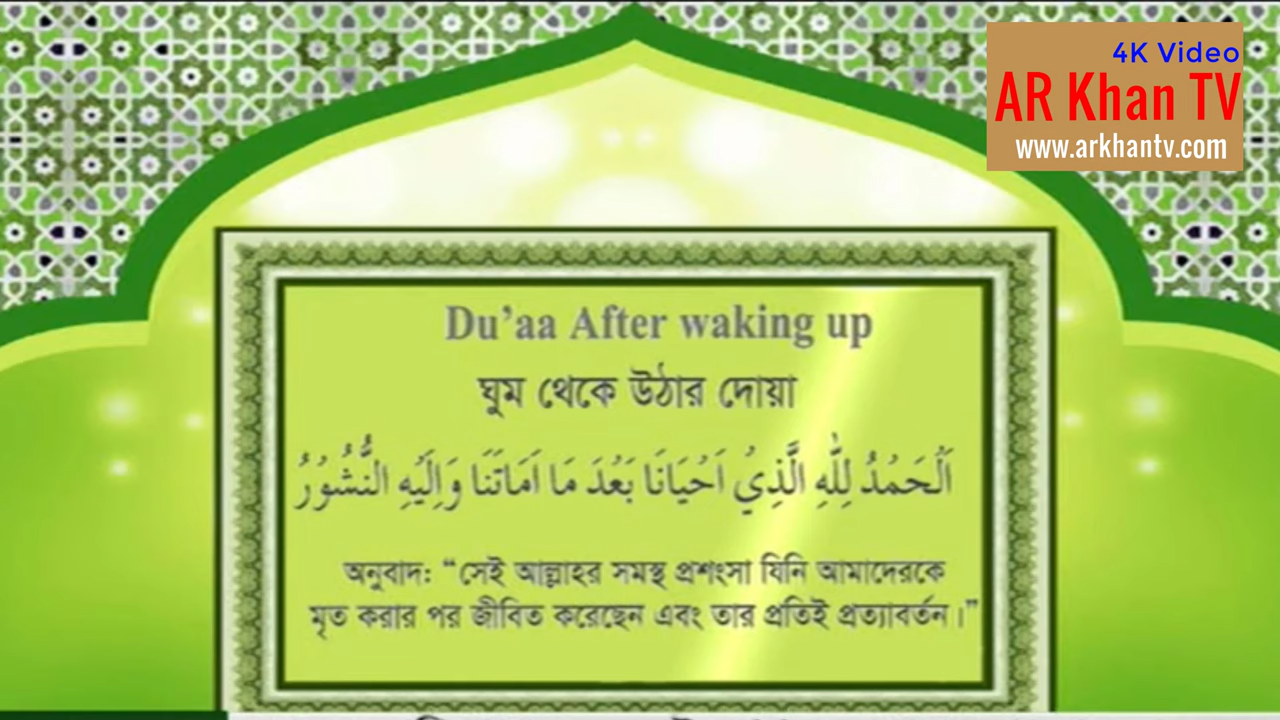 4K Video
AR Khan TV
www.arkhantv.com
Du’aa After waking up
ঘুম থেকে উঠার দোয়া
اَلْحَمْدُ لِلّٰهِ الَّذِيْ اَحْيَانَا بَعْدَ مَا اَمَاتَنَا وَاِلَيْهِ النُّشُوْرُ
অনুবাদ: “সেই আল্লাহর সমস্থ প্রশংসা যিনি আমাদেরকে
মৃত করার পর জীবিত করেছেন এবং তার প্রতিই প্রত্যাবর্তন।”